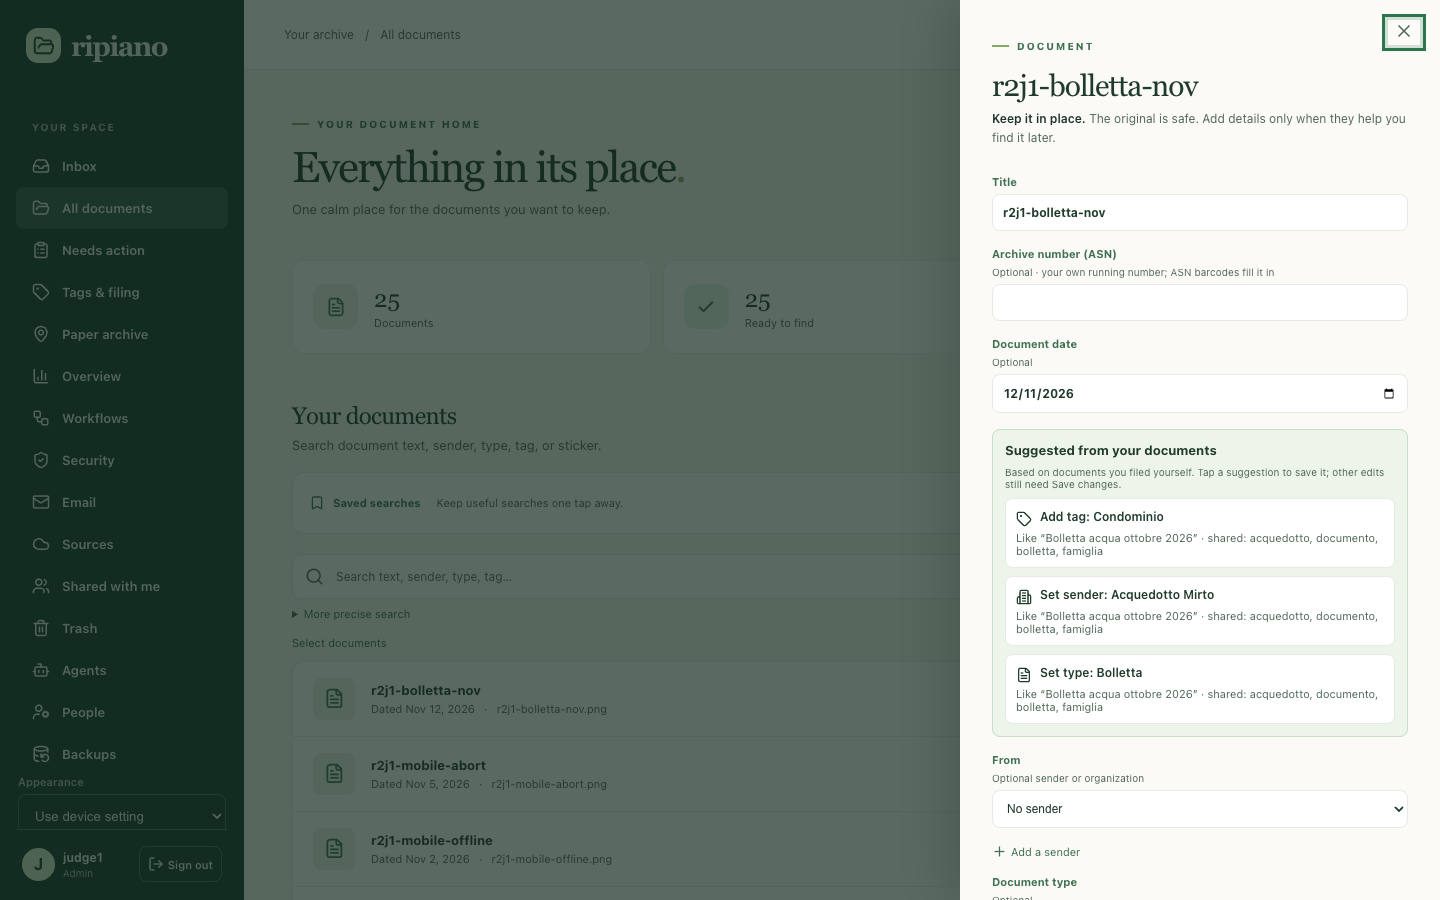 ripiano
YOUR SPACE
Inbox
All documents
Needs action
Tags & filing
Paper archive
Overview
Workflows
Security
Email
Sources
Shared with me
Trash
Agents
People
Backups
Appearance
Use device setting
J
judge1
Admin
Sign out
Your archive / All documents
YOUR DOCUMENT HOME
Everything in its place.
One calm place for the documents you want to keep.
25
Documents
25
Ready to find
Your documents
Search document text, sender, type, tag, or sticker.
Saved searches Keep useful searches one tap away.
Search text, sender, type, tag...
More precise search
Select documents
r2j1-bolletta-nov
Dated Nov 12, 2026 · r2j1-bolletta-nov.png
r2j1-mobile-abort
Dated Nov 5, 2026 · r2j1-mobile-abort.png
r2j1-mobile-offline
Dated Nov 2, 2026 · r2j1-mobile-offline.png
DOCUMENT
r2j1-bolletta-nov
Keep it in place. The original is safe. Add details only when they help you
find it later.
Title
r2j1-bolletta-nov
Archive number (ASN)
Optional · your own running number; ASN barcodes fill it in
Document date
Optional
12/11/2026
Suggested from your documents
Based on documents you filed yourself. Tap a suggestion to save it; other edits
still need Save changes.
Add tag: Condominio
Like “Bolletta acqua ottobre 2026” · shared: acquedotto, documento,
bolletta, famiglia
Set sender: Acquedotto Mirto
Like “Bolletta acqua ottobre 2026” · shared: acquedotto, documento,
bolletta, famiglia
Set type: Bolletta
Like “Bolletta acqua ottobre 2026” · shared: acquedotto, documento,
bolletta, famiglia
From
Optional sender or organization
No sender
Add a sender
Document type
Optional